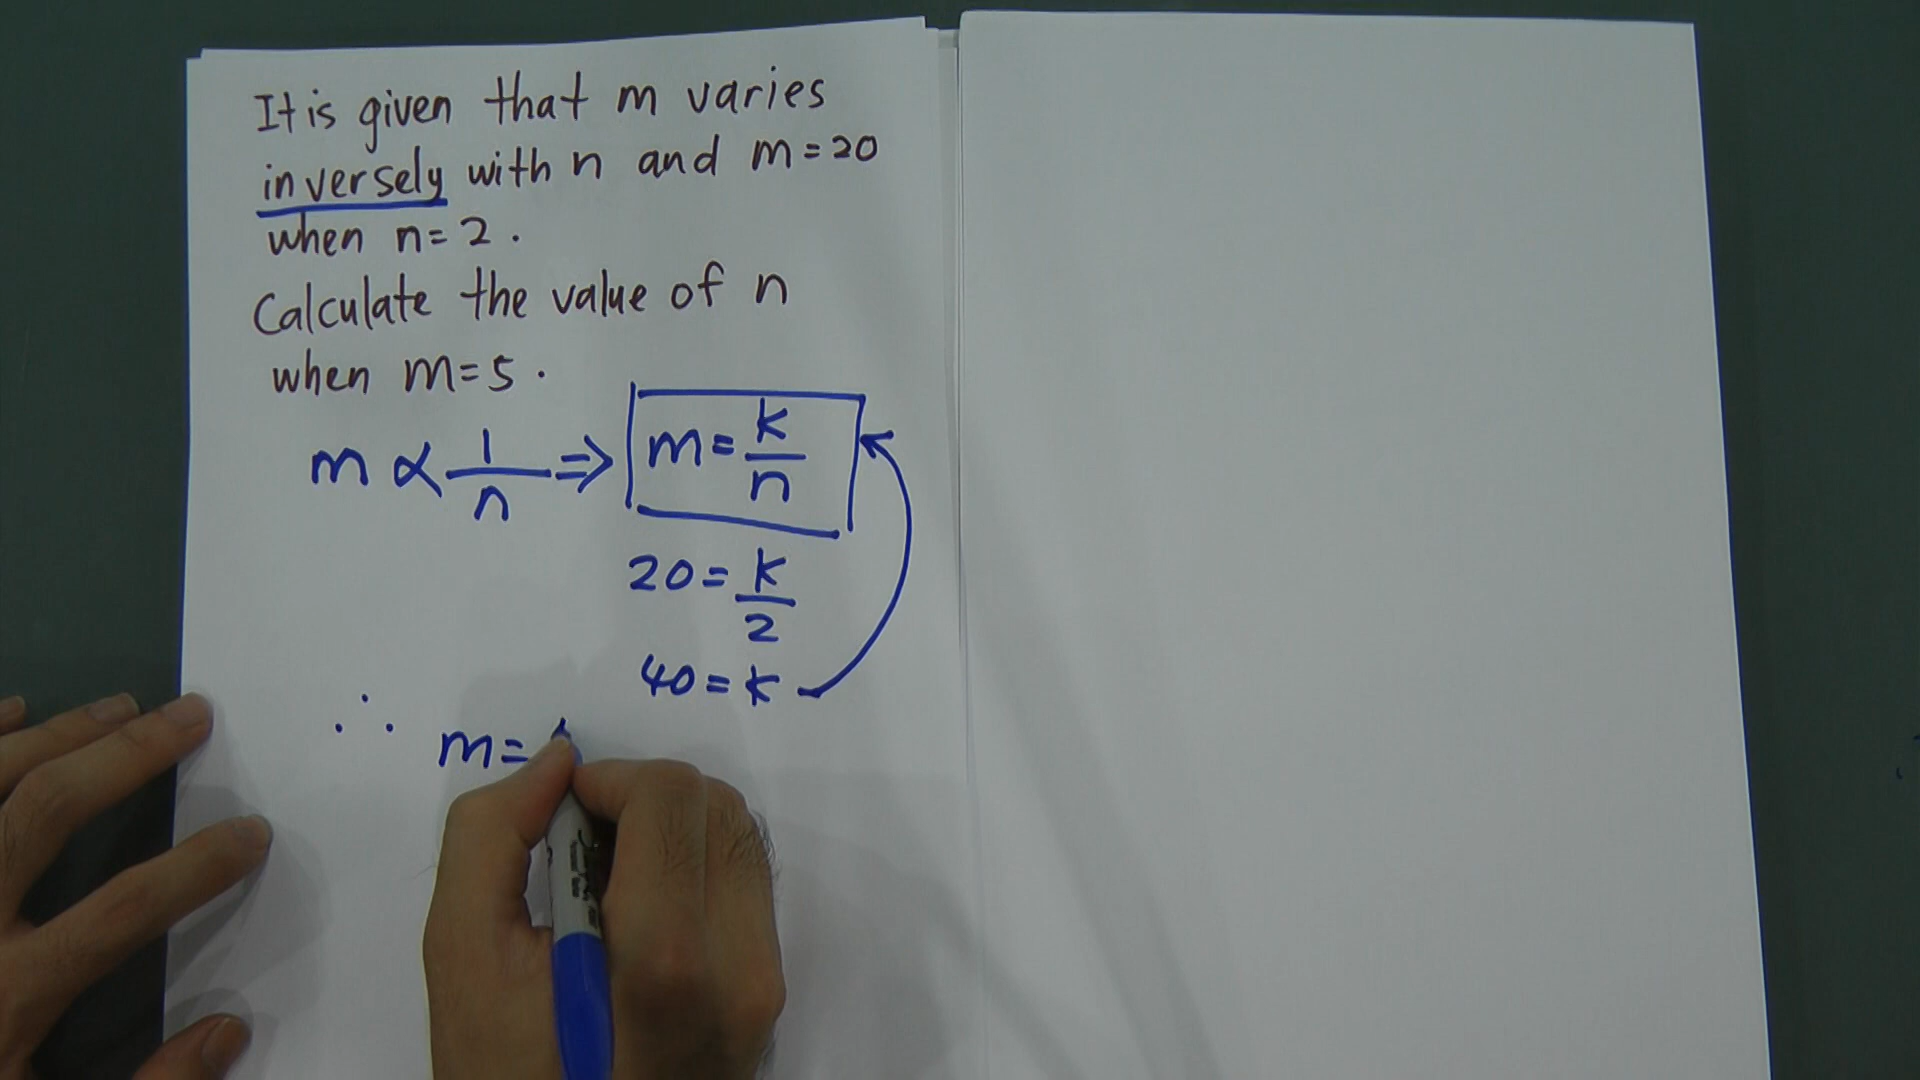 It is given that m varies
inversely with n and m=20
when n=2.
Calculate the value of n
when m=5.
m ∝ 1/n ⇒ m = k/n
20 = k/2
40 = k
∴ m =